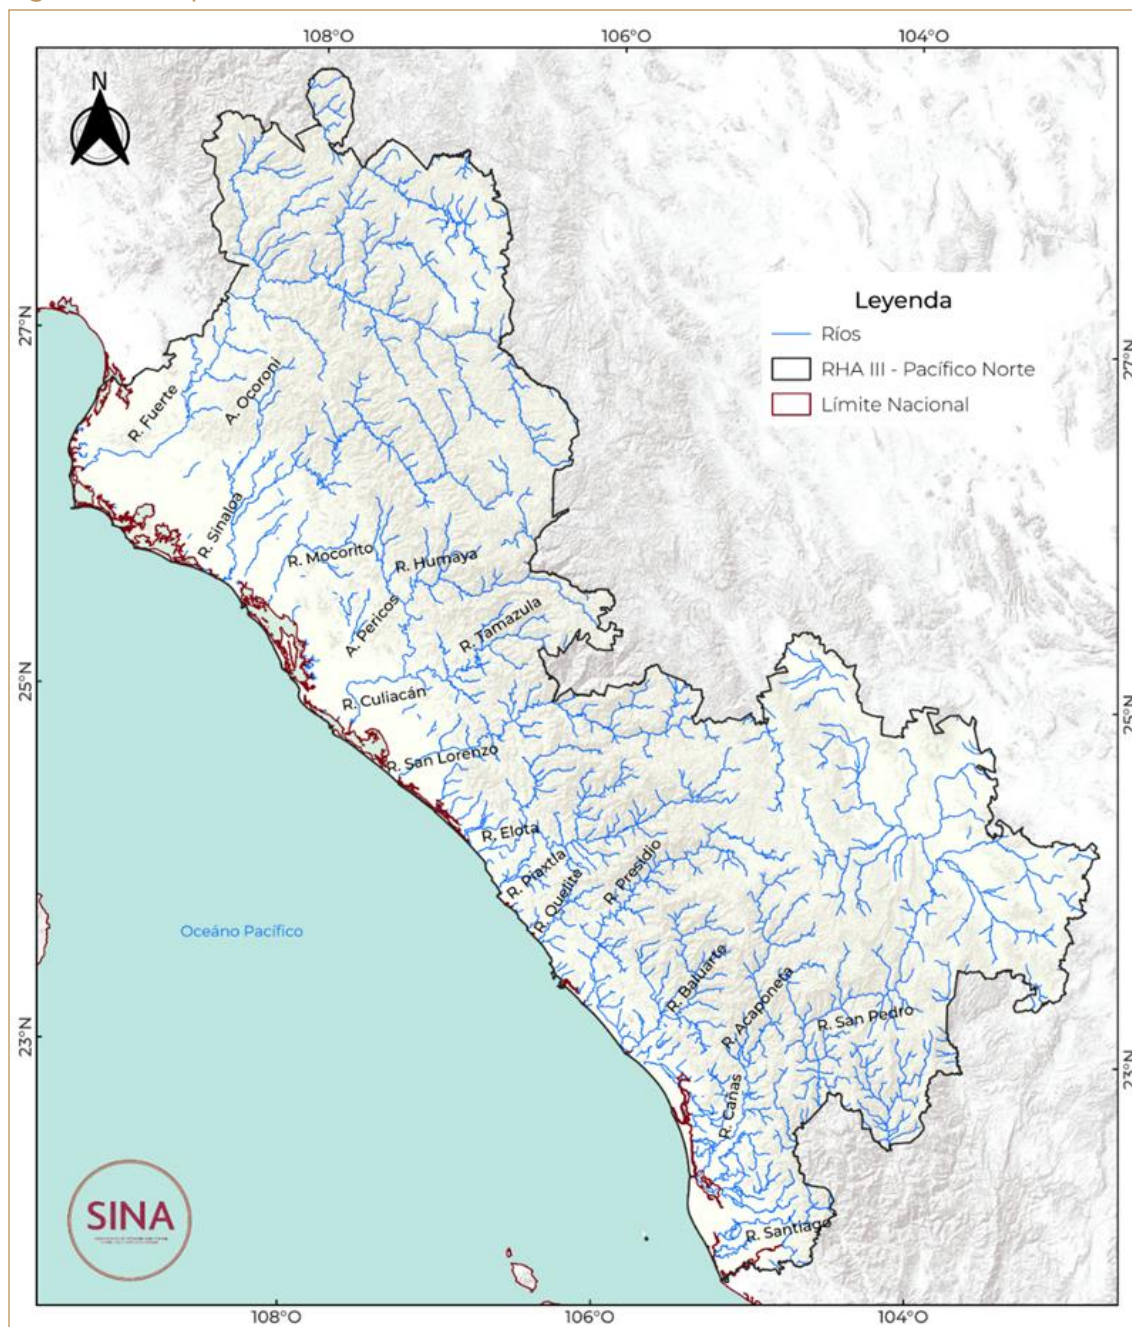 108°O
106°O
104°O
N
Leyenda
Ríos
RHA III - Pacífico Norte
Límite Nacional
27°N
27°N
R. Fuerte
A. Ocoroni
R. Sinaloa
R. Mocorito
R. Humaya
A. Pericos
R. Tamazula
25°N
R. Culiacán
R. San Lorenzo
R. Elota
R. Piaxtla
R. Quelite
R. Presidio
Oceáno Pacífico
R. Baluarte
R. Acaponeta
R. San Pedro
23°N
23°N
R. Cañas
SINA
R. Santiago
108°O
106°O
104°O